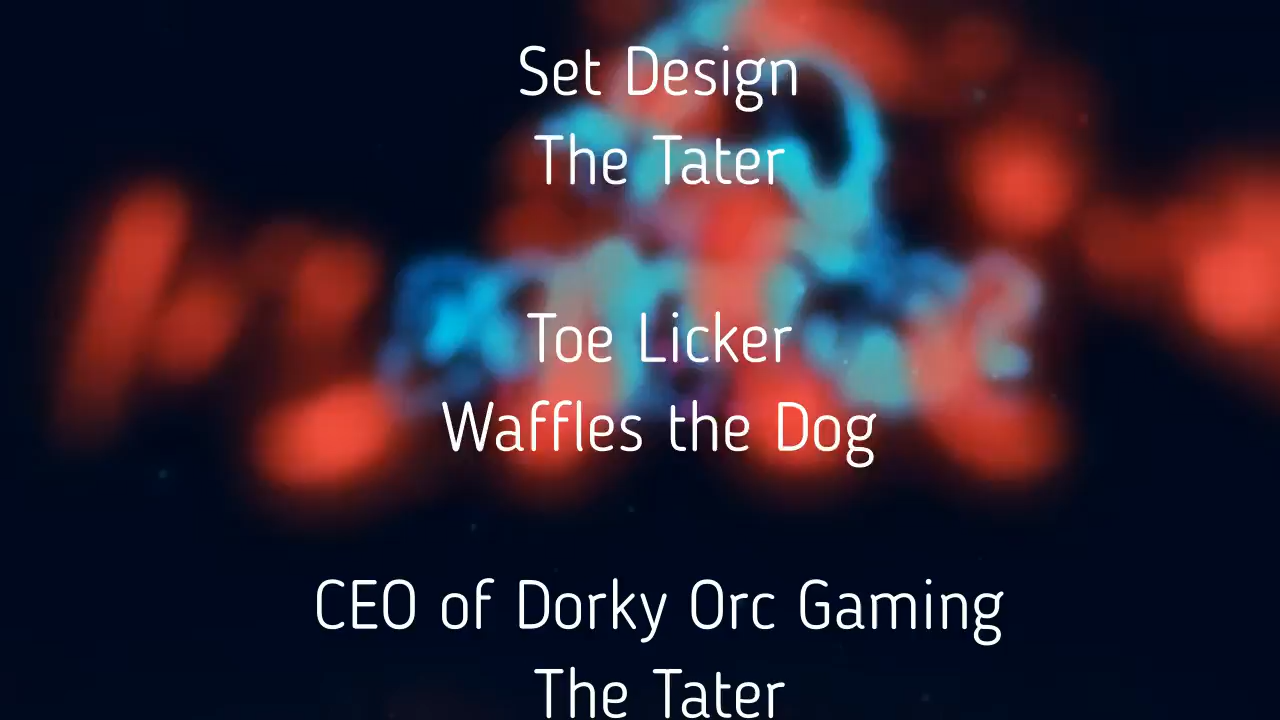 Set Design
The Tater
Toe Licker
Waffles the Dog
CEO of Dorky Orc Gaming
The Tater